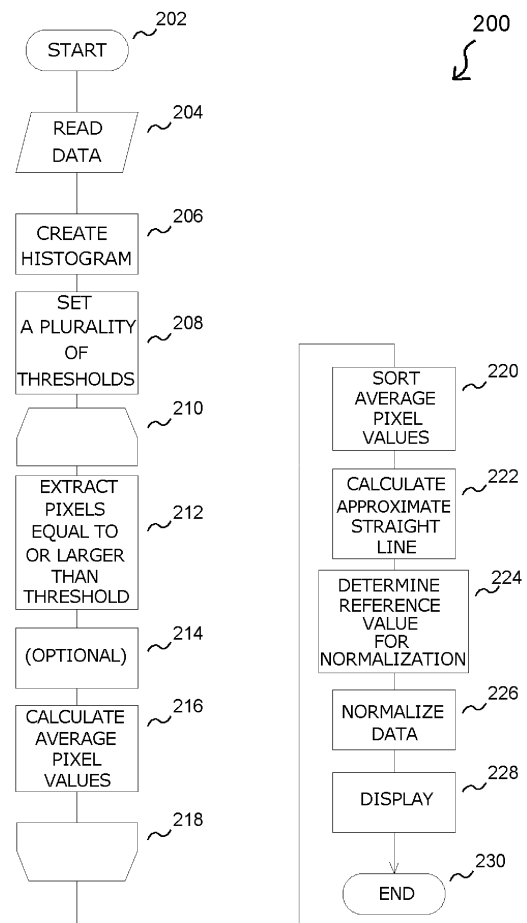 202
START
204
READ
DATA
206
CREATE
HISTOGRAM
208
SET
A PLURALITY
OF
THRESHOLDS
210
212
EXTRACT
PIXELS
EQUAL TO
OR LARGER
THAN
THRESHOLD
214
(OPTIONAL)
216
CALCULATE
AVERAGE
PIXEL
VALUES
218
200
220
SORT
AVERAGE
PIXEL
VALUES
222
CALCULATE
APPROXIMATE
STRAIGHT
LINE
224
DETERMINE
REFERENCE
VALUE
FOR
NORMALIZATION
226
NORMALIZE
DATA
228
DISPLAY
230
END